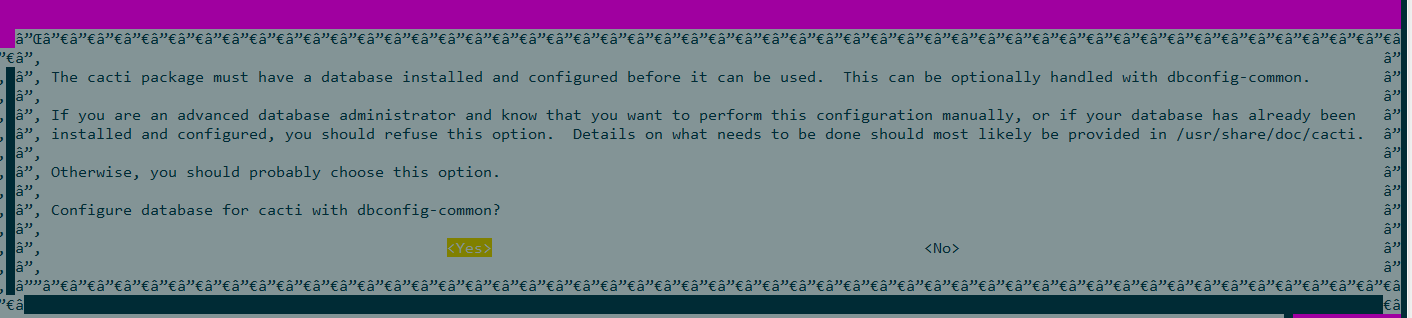 The cacti package must have a database installed and configured before it can be used.  This can be optionally handled with dbconfig-common.
If you are an advanced database administrator and know that you want to perform this configuration manually, or if your database has already been
installed and configured, you should refuse this option.  Details on what needs to be done should most likely be provided in /usr/share/doc/cacti.
Otherwise, you should probably choose this option.
Configure database for cacti with dbconfig-common?
<Yes> <No>